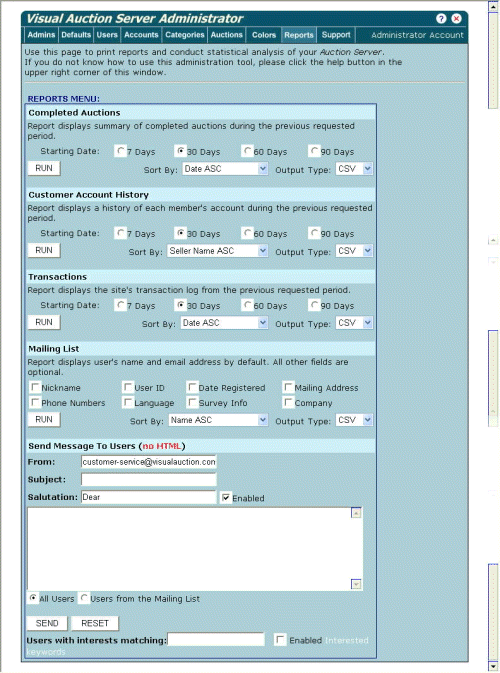 Visual Auction Server Administrator ? x
Admins Defaults Users Accounts Categories Auctions Colors Reports Support Administrator Account
Use this page to print reports and conduct statistical analysis of your Auction Server.
If you do not know how to use this administration tool, please click the help button in the
upper right corner of this window.
REPORTS MENU:
Completed Auctions
Report displays summary of completed auctions during the previous requested
period.
Starting Date: 7 Days 30 Days 60 Days 90 Days
RUN Sort By: Date ASC Output Type: CSV
Customer Account History
Report displays a history of each member's account during the previous requested
period.
Starting Date: 7 Days 30 Days 60 Days 90 Days
RUN Sort By: Seller Name ASC Output Type: CSV
Transactions
Report displays the site's transaction log from the previous requested period.
Starting Date: 7 Days 30 Days 60 Days 90 Days
RUN Sort By: Date ASC Output Type: CSV
Mailing List
Report displays user's name and email address by default. All other fields are
optional.
Nickname User ID Date Registered Mailing Address
Phone Numbers Language Survey Info Company
RUN Sort By: Name ASC Output Type: CSV
Send Message To Users (no HTML)
From: customer-service@visualauction.con
Subject:
Salutation: Dear Enabled
All Users Users from the Mailing List
SEND RESET
Users with interests matching: Enabled Interested
keywords